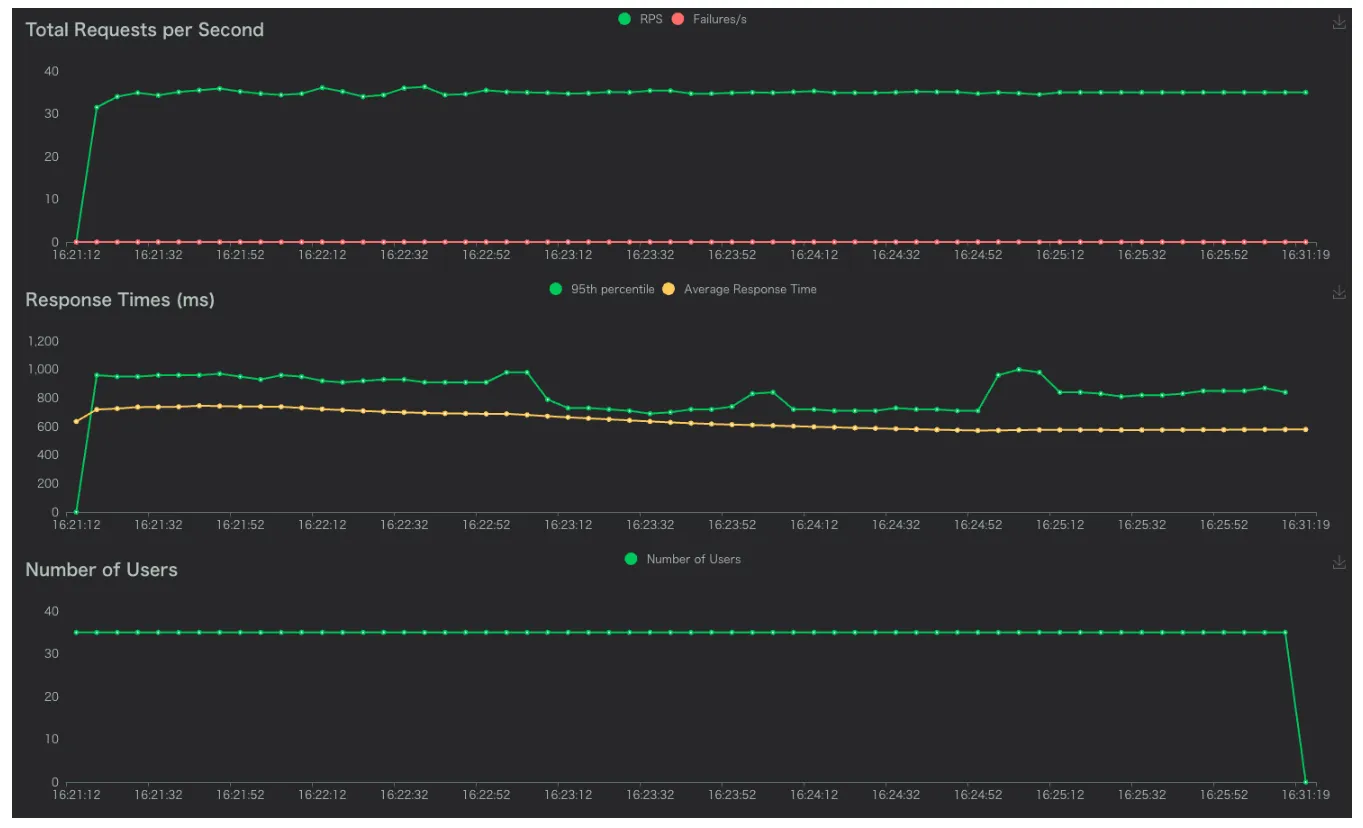 Total Requests per Second
RPS Failures/s
40
30
20
10
0
16:21:12 16:21:32 16:21:52 16:22:12 16:22:32 16:22:52 16:23:12 16:23:32 16:23:52 16:24:12 16:24:32 16:24:52 16:25:12 16:25:32 16:25:52 16:31:19
Response Times (ms)
95th percentile Average Response Time
1,200
1,000
800
600
400
200
0
16:21:12 16:21:32 16:21:52 16:22:12 16:22:32 16:22:52 16:23:12 16:23:32 16:23:52 16:24:12 16:24:32 16:24:52 16:25:12 16:25:32 16:25:52 16:31:19
Number of Users
Number of Users
40
30
20
10
0
16:21:12 16:21:32 16:21:52 16:22:12 16:22:32 16:22:52 16:23:12 16:23:32 16:23:52 16:24:12 16:24:32 16:24:52 16:25:12 16:25:32 16:25:52 16:31:19